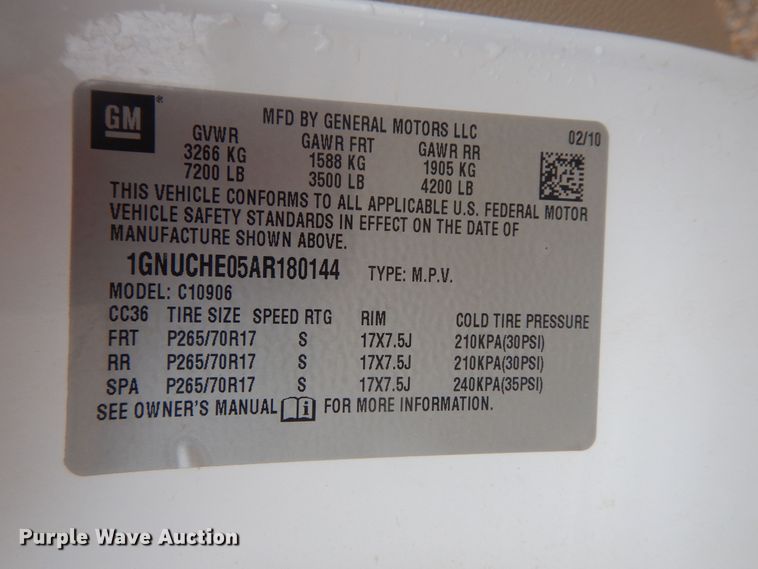 GM ®
MFD BY GENERAL MOTORS LLC 02/10
GVWR GAWR FRT GAWR RR
3266 KG 1588 KG 1905 KG
7200 LB 3500 LB 4200 LB
THIS VEHICLE CONFORMS TO ALL APPLICABLE U.S. FEDERAL MOTOR
VEHICLE SAFETY STANDARDS IN EFFECT ON THE DATE OF
MANUFACTURE SHOWN ABOVE.
1GNUCHE05AR180144 TYPE: M.P.V.
MODEL: C10906
CC36 TIRE SIZE SPEED RTG RIM COLD TIRE PRESSURE
FRT P265/70R17 S 17X7.5J 210KPA(30PSI)
RR P265/70R17 S 17X7.5J 210KPA(30PSI)
SPA P265/70R17 S 17X7.5J 240KPA(35PSI)
SEE OWNER'S MANUAL i FOR MORE INFORMATION.
Purple Wave Auction